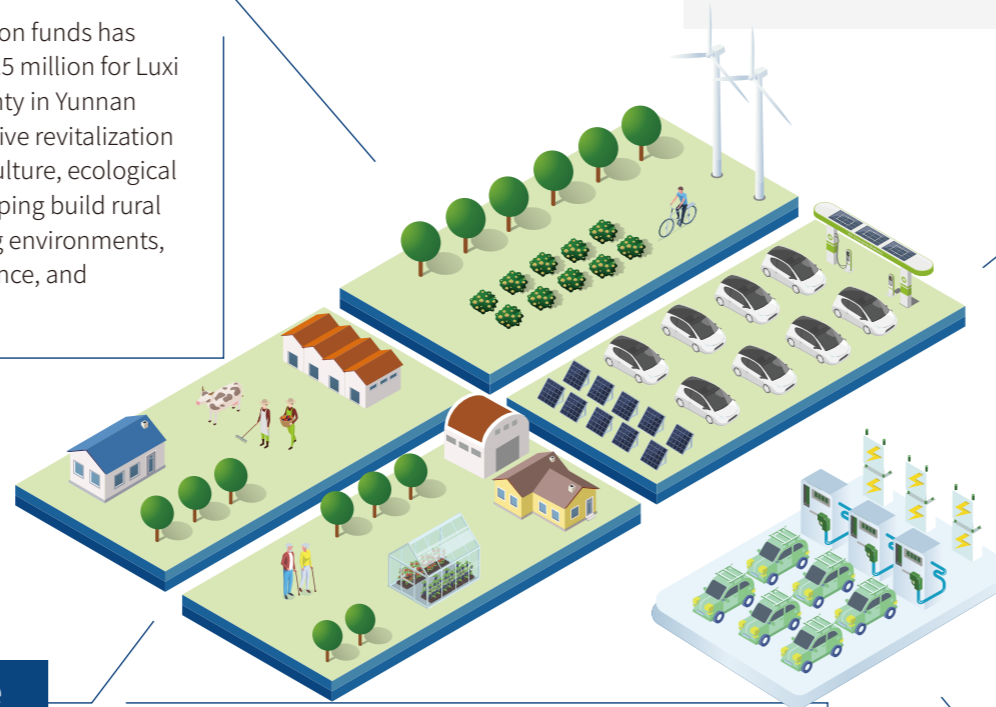 on funds has
5 million for Luxi
nty in Yunnan
ive revitalization
ulture, ecological
ping build rural
g environments,
nce, and